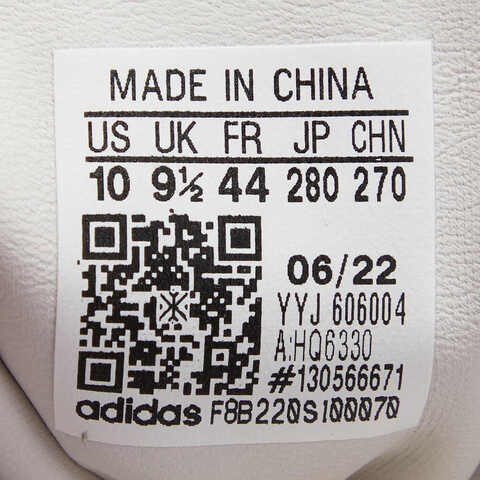 MADE IN CHINA
US UK FR JP CHN
10 9½ 44 280 270
06/22
YYJ 606004
A:HQ6330
#130566671
adidas F8B220S100070